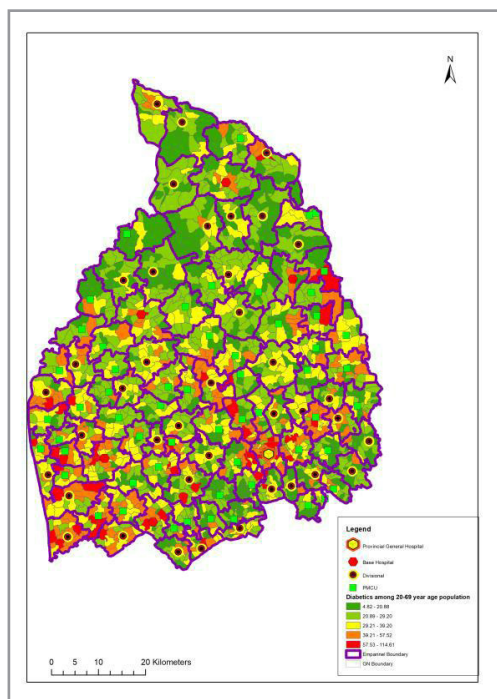 N
Legend
Provincial General Hospital
Base Hospital
Divisional
PMCU
Diabetics among 20-69 year age population
4.62 - 20.88
20.89 - 29.20
29.21 - 39.20
39.21 - 57.52
57.53 - 114.61
Empannel Boundary
GN Boundary
0 5 10 20 Kilometers